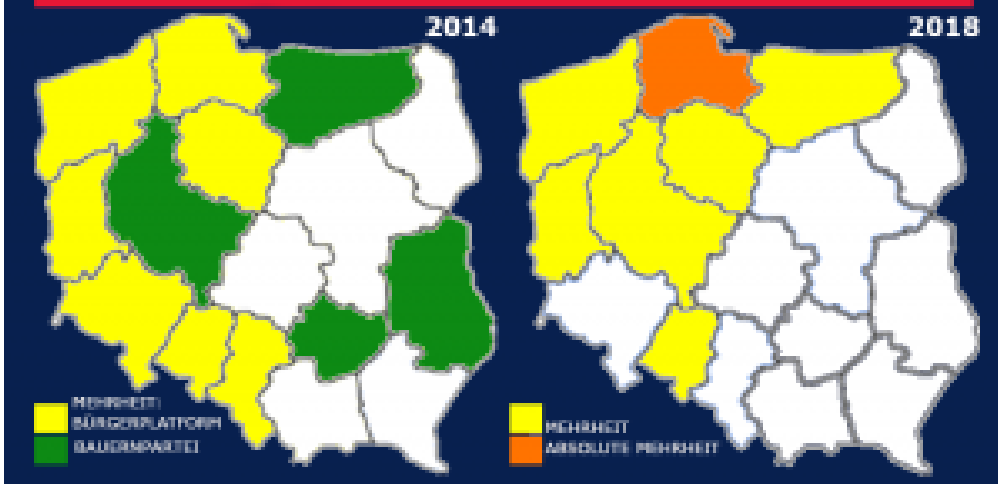 2014
MEHRHEIT:
BÜRGERPLATFORM
BAUERNPARTEI
2018
MEHRHEIT
ABSOLUTE MEHRHEIT